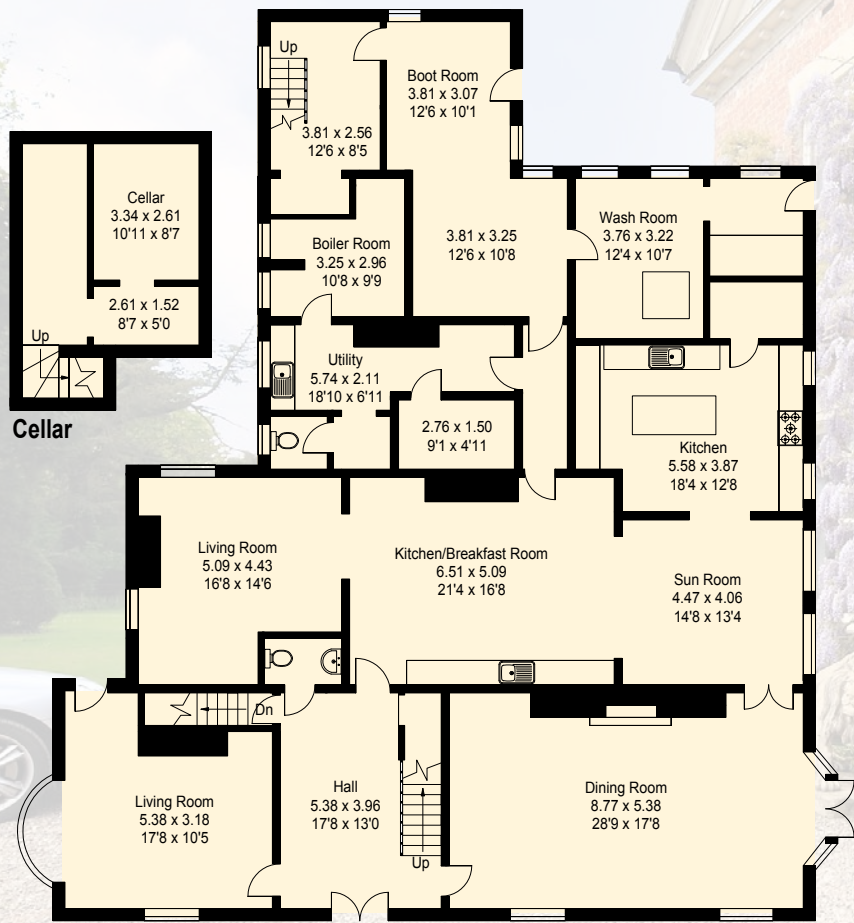 Up
Boot Room
3.81 x 3.07
12'6 x 10'1
3.81 x 2.56
12'6 x 8'5
Cellar
3.34 x 2.61
10'11 x 8'7
2.61 x 1.52
8'7 x 5'0
Up
Cellar
Boiler Room
3.25 x 2.96
10'8 x 9'9
3.81 x 3.25
12'6 x 10'8
Wash Room
3.76 x 3.22
12'4 x 10'7
Utility
5.74 x 2.11
18'10 x 6'11
2.76 x 1.50
9'1 x 4'11
Kitchen
5.58 x 3.87
18'4 x 12'8
Living Room
5.09 x 4.43
16'8 x 14'6
Kitchen/Breakfast Room
6.51 x 5.09
21'4 x 16'8
Sun Room
4.47 x 4.06
14'8 x 13'4
Dn
Living Room
5.38 x 3.18
17'8 x 10'5
Hall
5.38 x 3.96
17'8 x 13'0
Up
Dining Room
8.77 x 5.38
28'9 x 17'8